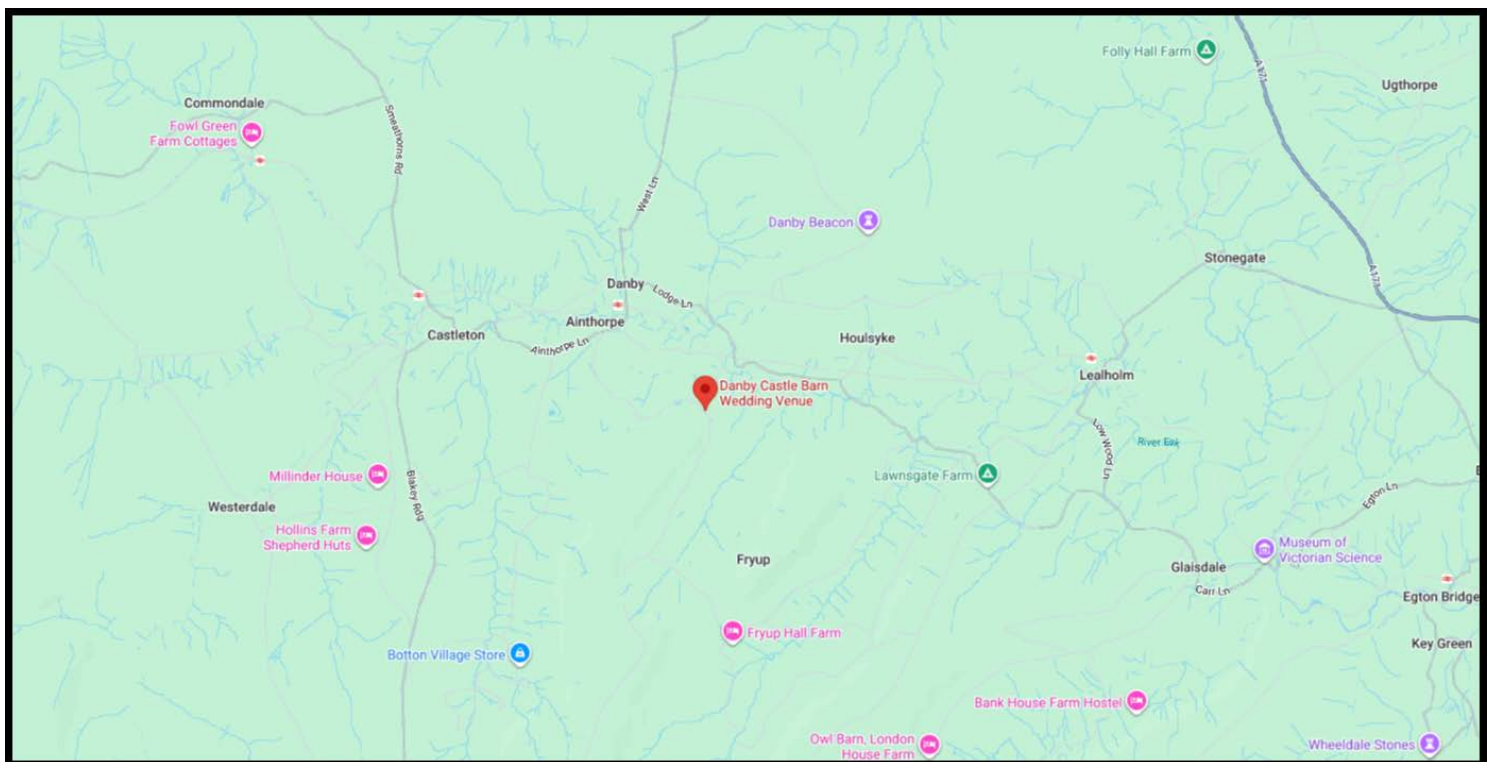 Folly Hall Farm
A171
Ugthorpe
Commondale
Fowl Green
Farm Cottages
Smeathorns Rd
West Ln
Danby Beacon
Stonegate
A171
Danby
Lodge Ln
Ainthorpe
Castleton
Ainthorpe Ln
Houlsyke
Lealholm
Danby Castle Barn
Wedding Venue
Low Wood Ln
River Esk
Millinder House
Blakey Rdg
Lawnsgate Farm
Westerdale
Egton Ln
Hollins Farm
Shepherd Huts
Museum of
Victorian Science
Fryup
Glaisdale
Carr Ln
Egton Bridge
Fryup Hall Farm
Key Green
Botton Village Store
Bank House Farm Hostel
Owl Barn, London
House Farm
Wheeldale Stones